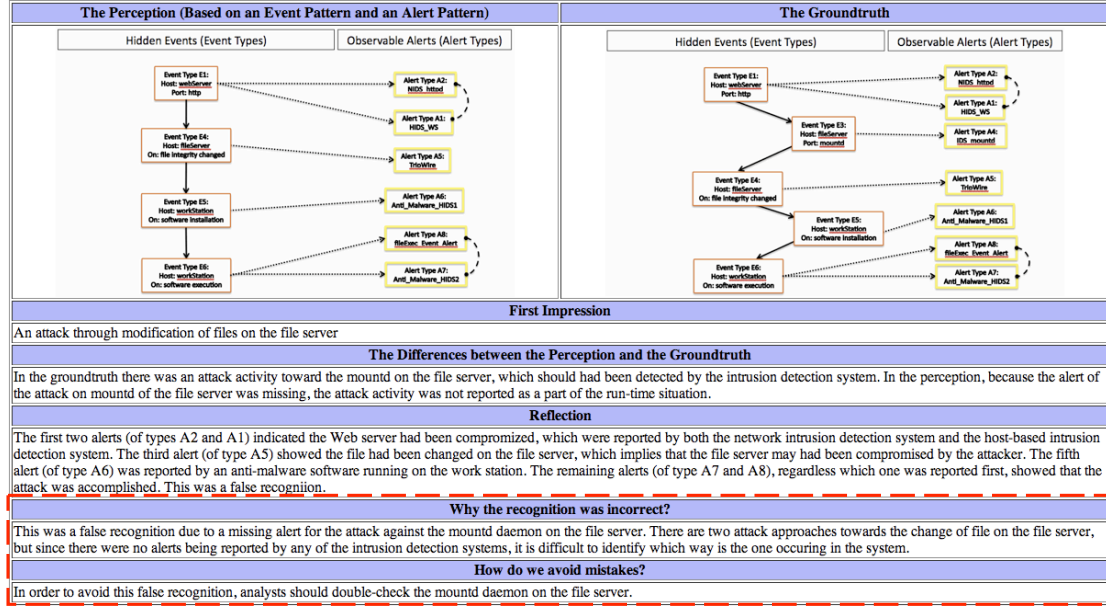 The Perception (Based on an Event Pattern and an Alert Pattern)
Hidden Events (Event Types)
Observable Alerts (Alert Types)
Event Type E1:
Host: webServer
Port: http
Alert Type A2:
NIDS_httpd
Alert Type A1:
HIDS_WS
Event Type E4:
Host: fileServer
On: file integrity changed
Alert Type A5:
TripWire
Event Type E5:
Host: workStation
On: software installation
Alert Type A6:
Anti_Malware_HIDS1
Alert Type A8:
fileExec_Event_Alert
Event Type E6:
Host: workStation
On: software execution
Alert Type A7:
Anti_Malware_HIDS2
The Groundtruth
Hidden Events (Event Types)
Observable Alerts (Alert Types)
Event Type E1:
Host: webServer
Port: http
Alert Type A2:
NIDS_httpd
Alert Type A1:
HIDS_WS
Event Type E3:
Host: fileServer
Port: mountd
Alert Type A4:
IDS_mountd
Event Type E4:
Host: fileServer
On: file integrity changed
Alert Type A5:
TripWire
Event Type E5:
Host: workStation
On: software installation
Alert Type A6:
Anti_Malware_HIDS1
Alert Type A8:
fileExec_Event_Alert
Event Type E6:
Host: workStation
On: software execution
Alert Type A7:
Anti_Malware_HIDS2
First Impression
An attack through modification of files on the file server
The Differences between the Perception and the Groundtruth
In the groundtruth there was an attack activity toward the mountd on the file server, which should had been detected by the intrusion detection system. In the perception, because the alert of
the attack on mountd of the file server was missing, the attack activity was not reported as a part of the run-time situation.
Reflection
The first two alerts (of types A2 and A1) indicated the Web server had been compromized, which were reported by both the network intrusion detection system and the host-based intrusion
detection system. The third alert (of type A5) showed the file had been changed on the file server, which implies that the file server may had been compromised by the attacker. The fifth
alert (of type A6) was reported by an anti-malware software running on the work station. The remaining alerts (of type A7 and A8), regardless which one was reported first, showed that the
attack was accomplished. This was a false recogniion.
Why the recognition was incorrect?
This was a false recognition due to a missing alert for the attack against the mountd daemon on the file server. There are two attack approaches towards the change of file on the file server,
but since there were no alerts being reported by any of the intrusion detection systems, it is difficult to identify which way is the one occuring in the system.
How do we avoid mistakes?
In order to avoid this false recognition, analysts should double-check the mountd daemon on the file server.